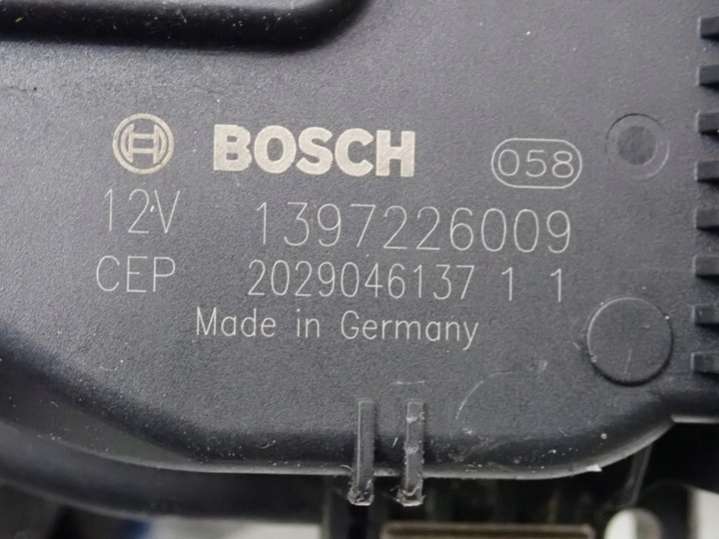 BOSCH 058
12V 1397226009
CEP 2029046137 1 1
Made in Germany